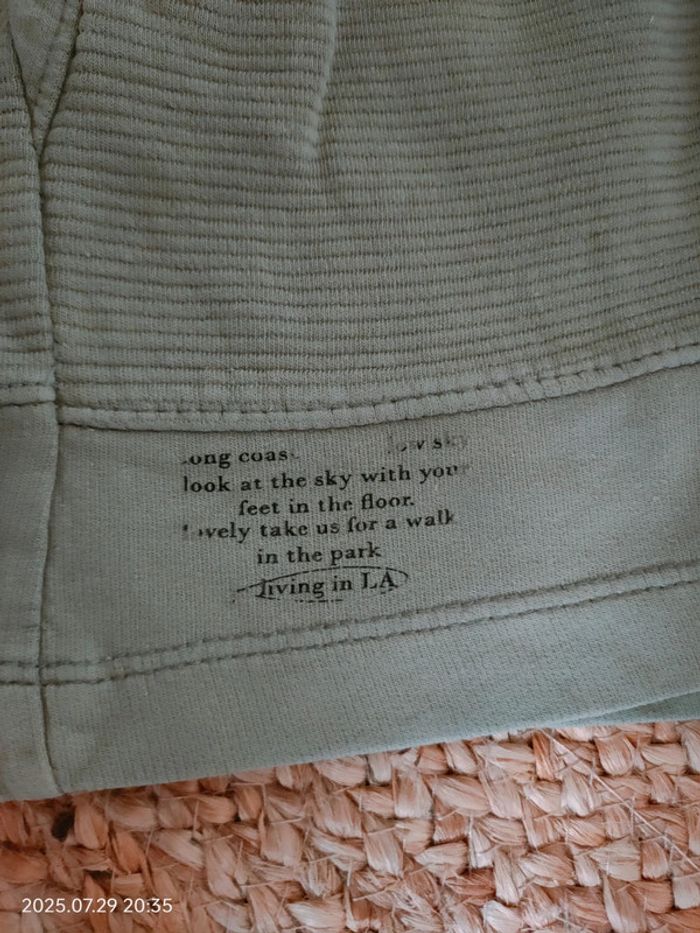 look at the sky with your
feet in the floor.
take us for a walk
in the park
living in LA
2025.07.29 20:35